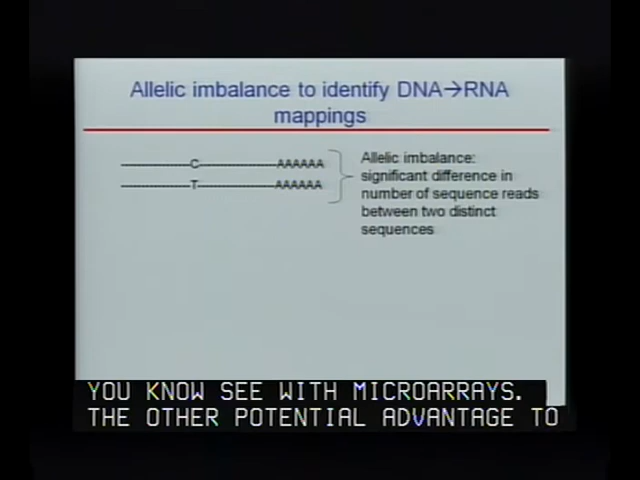 Allelic imbalance to identify DNA→RNA
mappings
C AAAAAA
T AAAAAA
Allelic imbalance:
significant difference in
number of sequence reads
between two distinct
sequences
YOU KNOW SEE WITH MICROARRAYS.
THE OTHER POTENTIAL ADVANTAGE TO